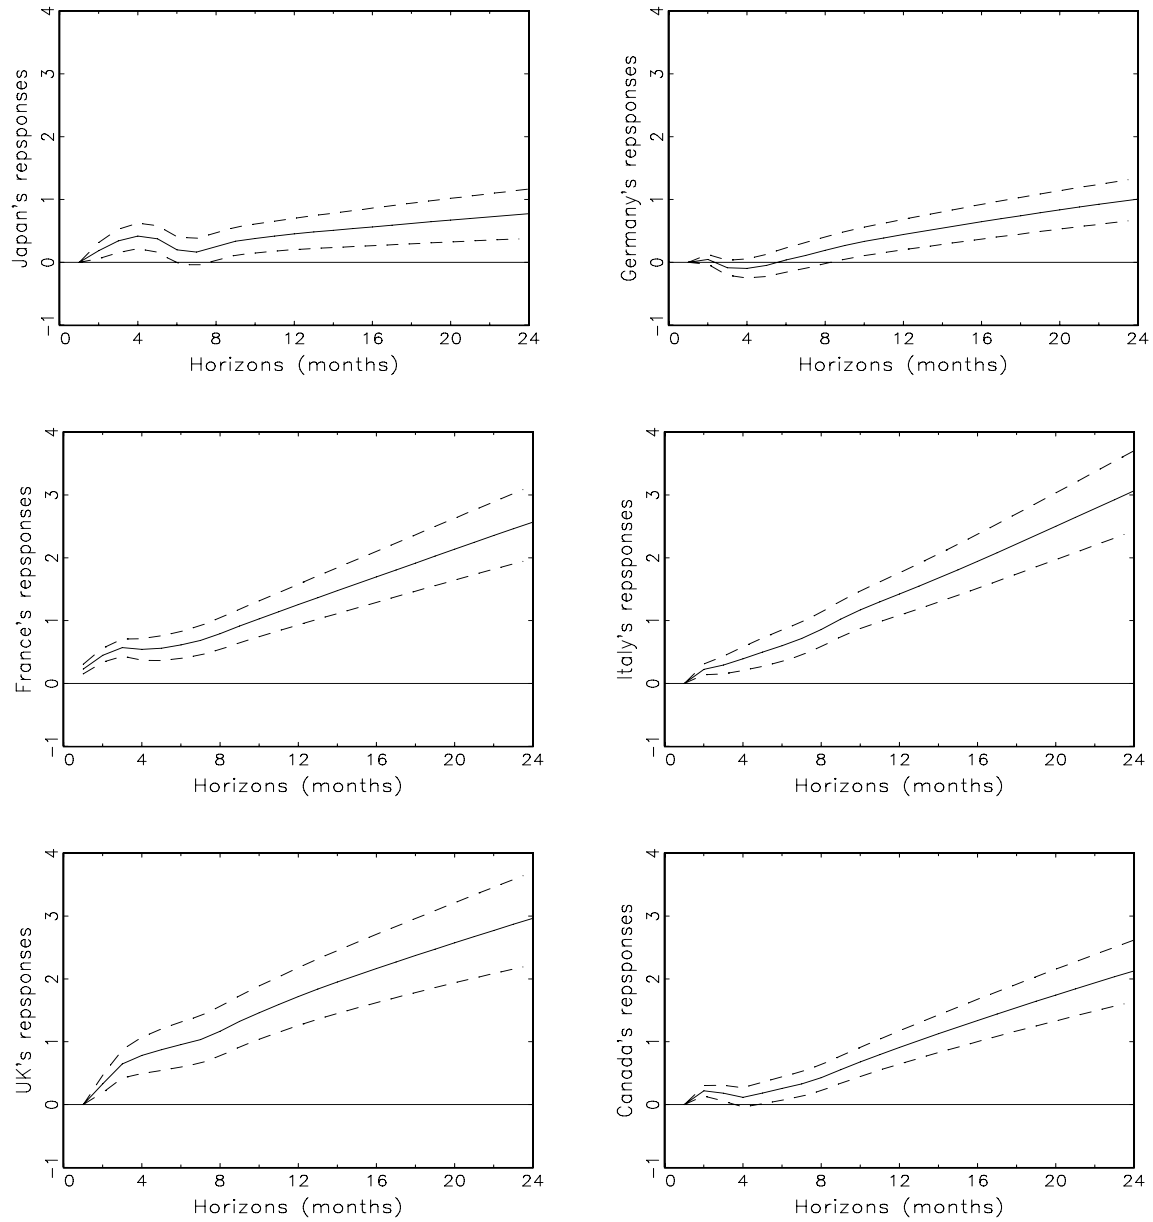 4
3
2
1
0
−1
Japan's repsponses
0 4 8 12 16 20 24
Horizons (months)
4
3
2
1
0
−1
Germany's repsponses
0 4 8 12 16 20 24
Horizons (months)
4
3
2
1
0
−1
France's repsponses
0 4 8 12 16 20 24
Horizons (months)
4
3
2
1
0
−1
Italy's repsponses
0 4 8 12 16 20 24
Horizons (months)
4
3
2
1
0
−1
UK's repsponses
0 4 8 12 16 20 24
Horizons (months)
4
3
2
1
0
−1
Canada's repsponses
0 4 8 12 16 20 24
Horizons (months)